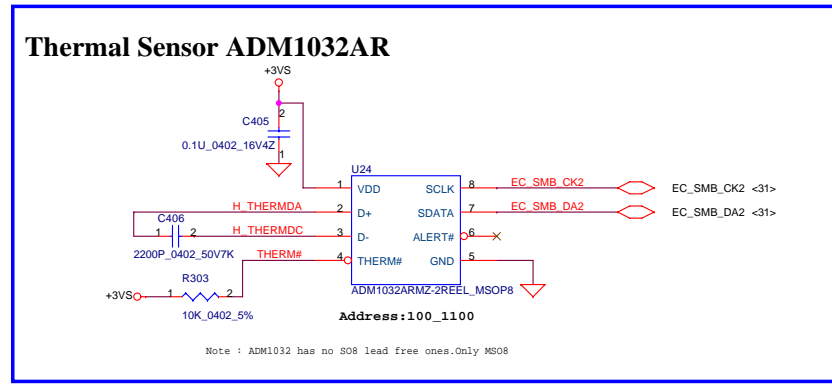 Thermal Sensor ADM1032AR
+3VS
2
C405
0.1U_0402_16V4Z
1
U24
1 VDD SCLK 8 EC_SMB_CK2 EC_SMB_CK2 <31>
H_THERMDA 2 D+ SDATA 7 EC_SMB_DA2 EC_SMB_DA2 <31>
C406
1 2 H_THERMDC 3 D- ALERT# 6
2200P_0402_50V7K
THERM# 4 THERM# GND 5
R303
+3VS 1 2
ADM1032ARMZ-2REEL_MSOP8
10K_0402_5%
Address:100_1100
Note : ADM1032 has no SO8 lead free ones.Only MSO8